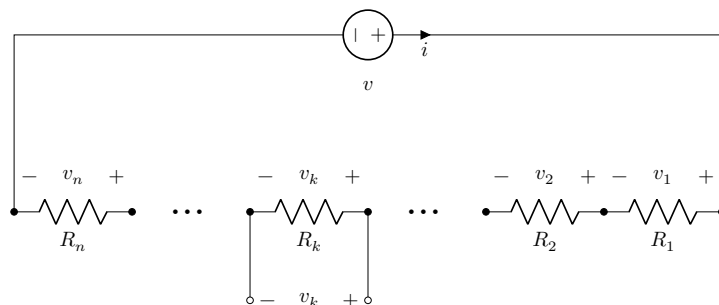 − +
i
v
− v_n + − v_k + − v_2 + − v_1 +
R_n ··· R_k ··· R_2 R_1
− v_k +